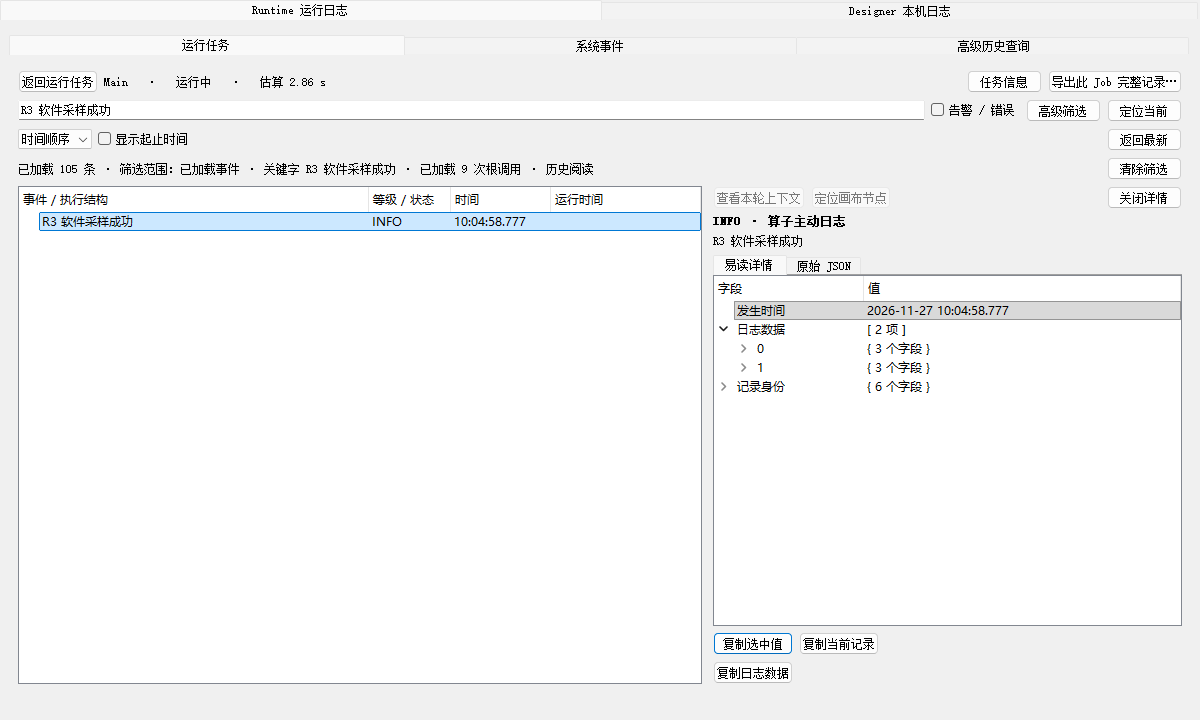 Runtime 运行日志 Designer 本机日志
运行任务 系统事件 高级历史查询
返回运行任务 Main · 运行中 · 估算 2.86 s 任务信息 导出此 Job 完整记录…
R3 软件采样成功 告警 / 错误 高级筛选 定位当前
时间顺序 显示起止时间 返回最新
已加载 105 条 · 筛选范围: 已加载事件 · 关键字 R3 软件采样成功 · 已加载 9 次根调用 · 历史阅读 清除筛选
事件 / 执行结构 等级 / 状态 时间 运行时间 查看本轮上下文 定位画布节点 关闭详情
R3 软件采样成功 INFO 10:04:58.777
INFO · 算子主动日志
R3 软件采样成功
易读详情 原始 JSON
字段 值
发生时间 2026-11-27 10:04:58.777
日志数据 [ 2 项 ]
0 { 3 个字段 }
1 { 3 个字段 }
记录身份 { 6 个字段 }
复制选中值 复制当前记录
复制日志数据